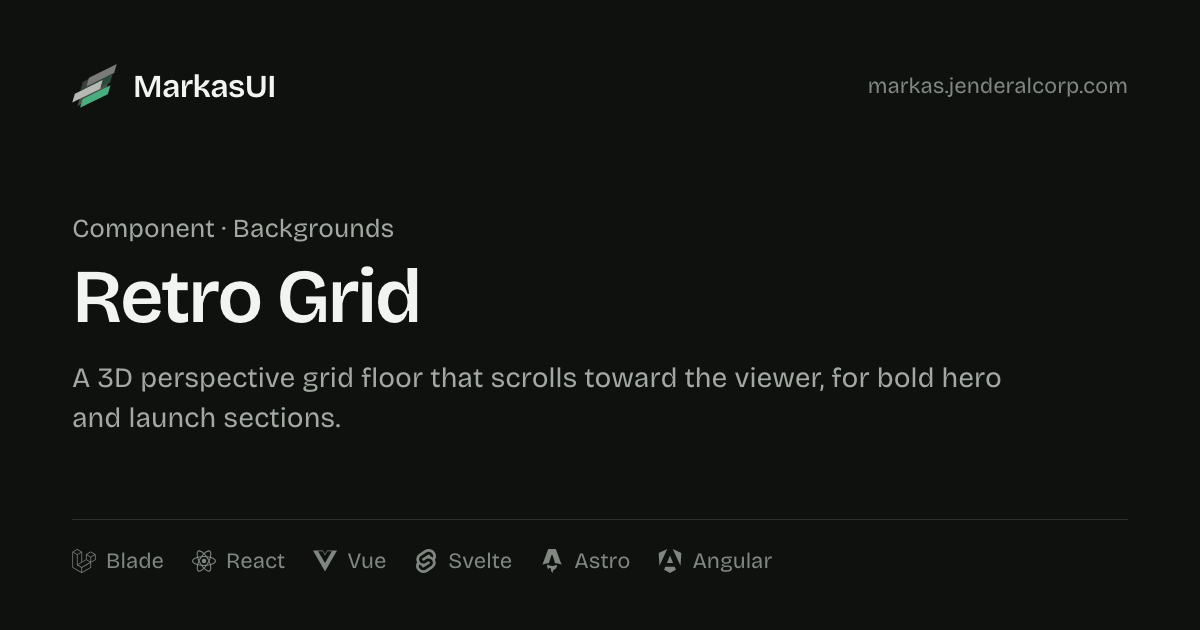 MarkasUI
markas.jenderalcorp.com
Component · Backgrounds
Retro Grid
A 3D perspective grid floor that scrolls toward the viewer, for bold hero
and launch sections.
Blade React Vue Svelte Astro Angular